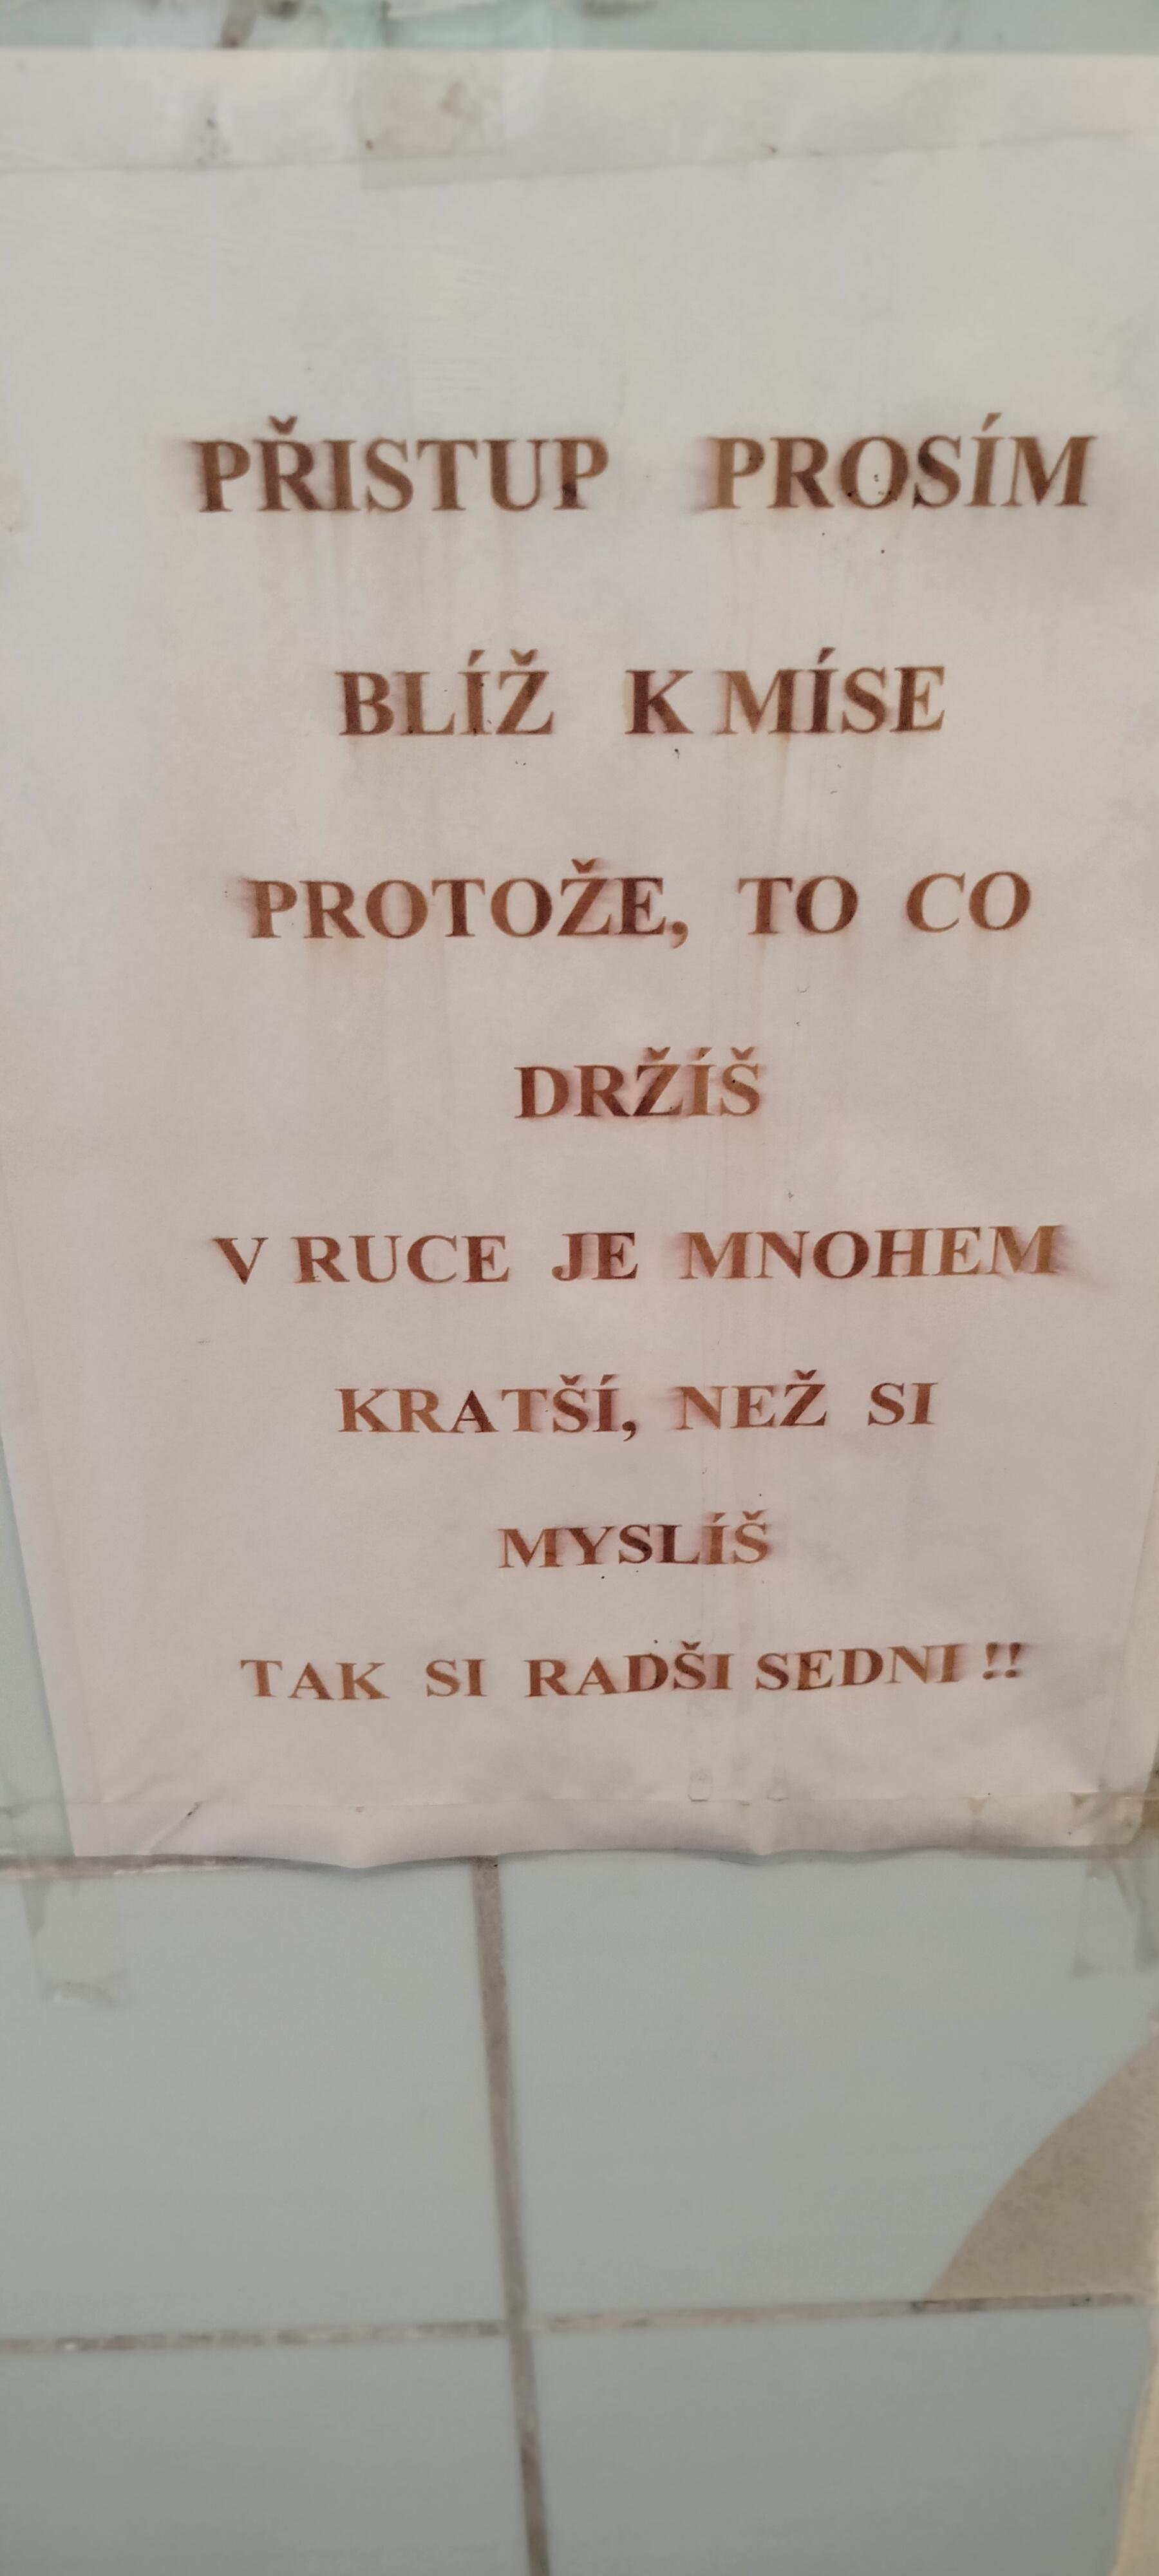 PŘISTUP PROSÍM
BLÍŽ K MÍSE
PROTOŽE, TO CO
DRŽÍŠ
V RUCE JE MNOHEM
KRATŠÍ, NEŽ SI
MYSLÍŠ
TAK SI RADŠI SEDNI !!